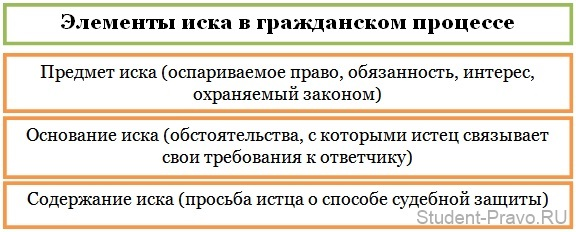 Элементы иска в гражданском процессе
Предмет иска (оспариваемое право, обязанность, интерес,
охраняемый законом)
Основание иска (обстоятельства, с которыми истец связывает
свои требования к ответчику)
Содержание иска (просьба истца о способе судебной защиты)
Student-Pravo.RU